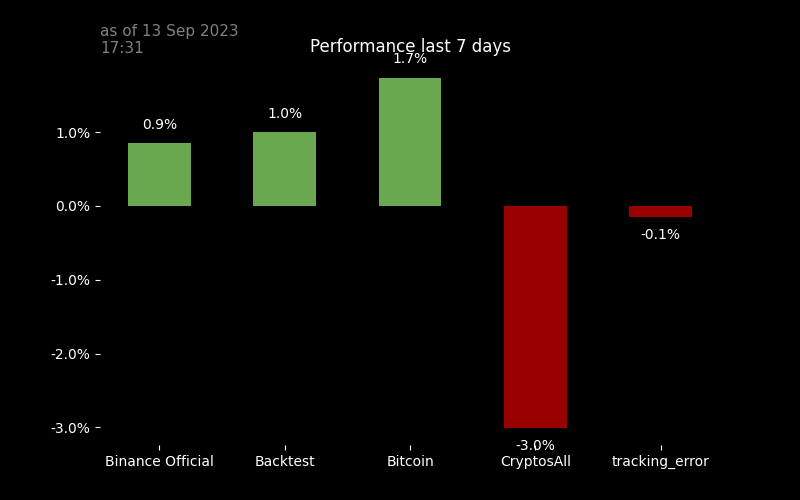 as of 13 Sep 2023
17:31
Performance last 7 days
1.7%
1.0%
0.9%
1.0%
0.0%
-0.1%
-1.0%
-2.0%
-3.0%
-3.0%
Binance Official
Backtest
Bitcoin
CryptosAll
tracking_error